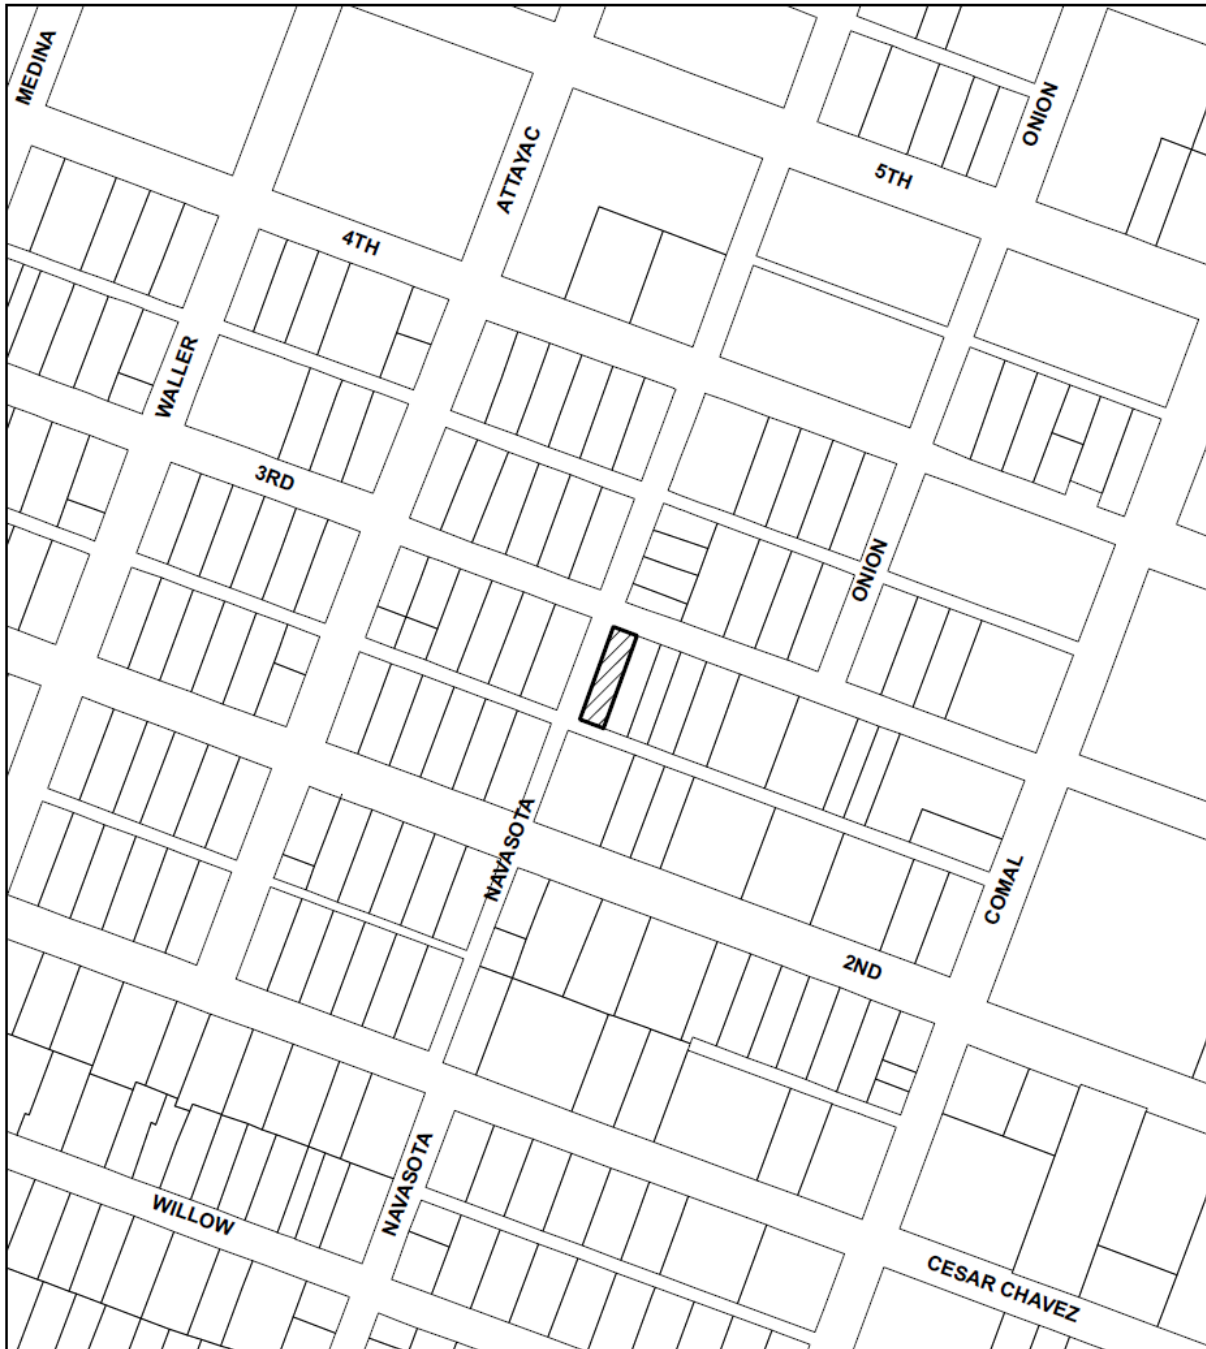 MEDINA
ONION
ATTAYAC
5TH
4TH
WALLER
3RD
ONION
NAVASOTA
COMAL
2ND
NAVASOTA
WILLOW
CESAR CHAVEZ